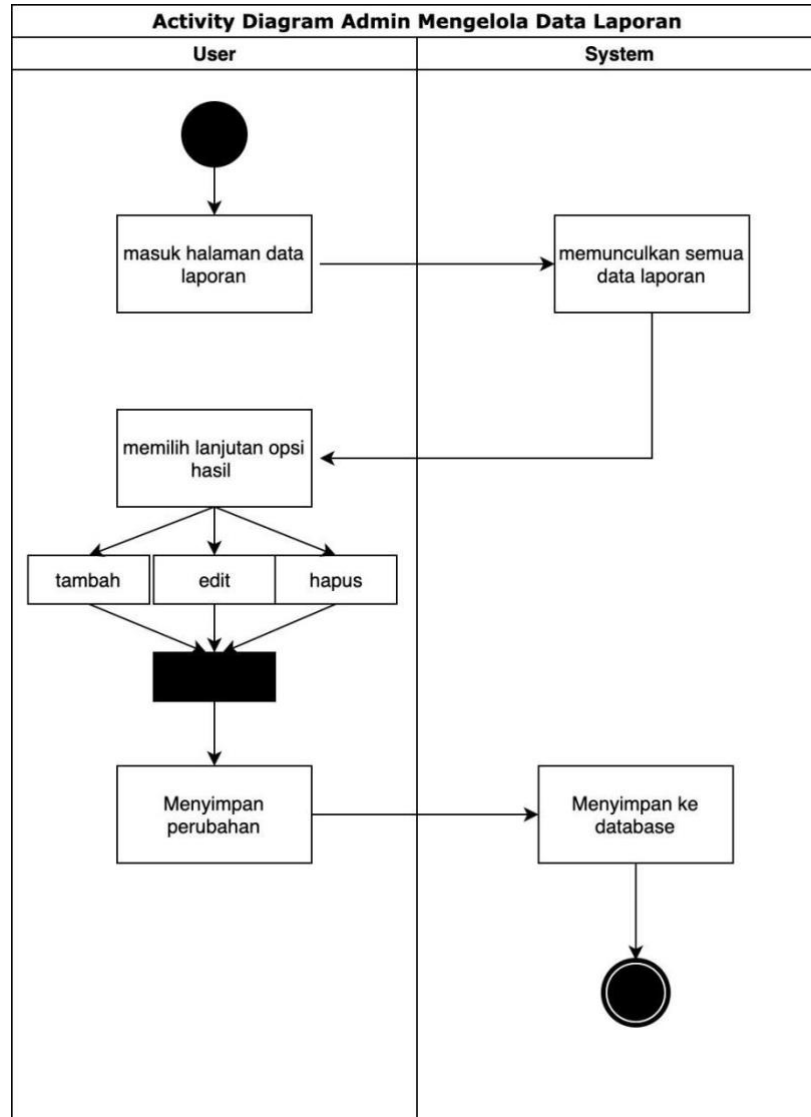 Activity Diagram Admin Mengelola Data Laporan
User
System
masuk halaman data
laporan
memunculkan semua
data laporan
memilih lanjutan opsi
hasil
tambah
edit
hapus
Menyimpan
perubahan
Menyimpan ke
database